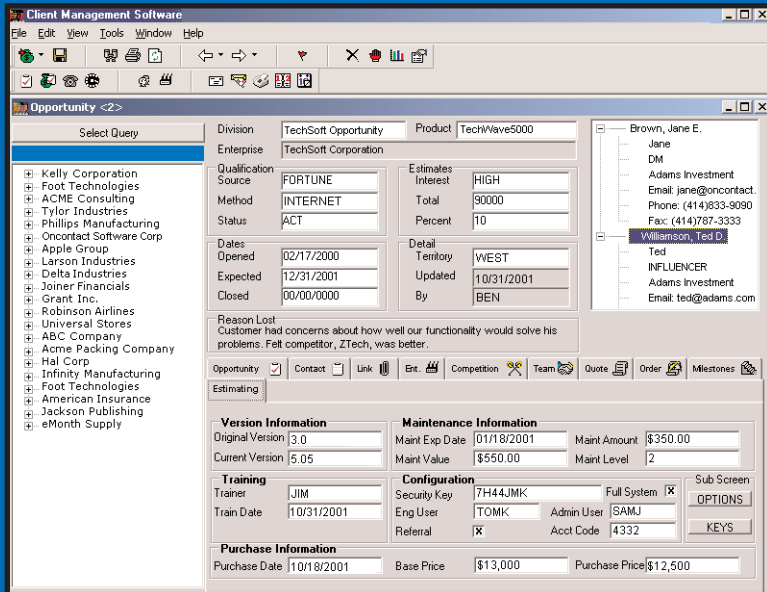 Client Management Software
File Edit View Tools Window Help
Opportunity <2>
Select Query
Kelly Corporation
Foot Technologies
ACME Consulting
Tylor Industries
Phillips Manufacturing
Oncontact Software Corp
Apple Group
Larson Industries
Delta Industries
Joiner Financials
Grant Inc.
Robinson Airlines
Universal Stores
ABC Company
Acme Packing Company
Hal Corp
Infinity Manufacturing
Foot Technologies
American Insurance
Jackson Publishing
eMonth Supply
Division TechSoft Opportunity Product TechWave5000
Enterprise TechSoft Corporation
Qualification
Source FORTUNE
Method INTERNET
Status ACT
Estimates
Interest HIGH
Total 90000
Percent 10
Dates
Opened 02/17/2000
Expected 12/31/2001
Closed 00/00/0000
Detail
Territory WEST
Updated 10/31/2001
By BEN
Reason Lost
Customer had concerns about how well our functionality would solve his
problems. Felt competitor, ZTech, was better.
Brown, Jane E.
Jane
DM
Adams Investment
Email: jane@oncontact.
Phone: (414)833-9090
Fax: (414)787-3333
Williamson, Ted D.
Ted
INFLUENCER
Adams Investment
Email: ted@adams.com
Opportunity Contact Link Ent. Competition Team Quote Order Milestones
Estimating
Version Information
Original Version 3.0
Current Version 5.05
Maintenance Information
Maint Exp Date 01/18/2001 Maint Amount $350.00
Maint Value $550.00 Maint Level 2
Training
Trainer JIM
Train Date 10/31/2001
Configuration
Security Key 7H44JMK Full System X
Eng User TOMK Admin User SAMJ
Referral X Acct Code 4332
Sub Screen
OPTIONS
KEYS
Purchase Information
Purchase Date 10/18/2001 Base Price $13,000 Purchase Price $12,500